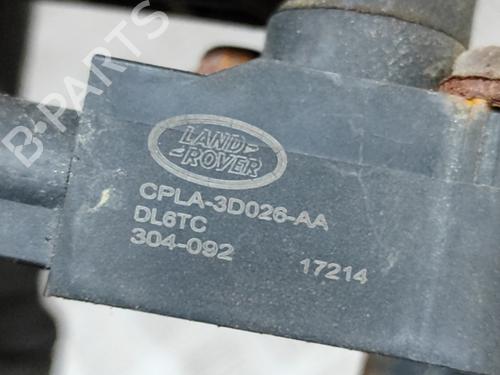 B-PARTS
LAND
ROVER
CPLA-3D026-AA
DL6TC
304-092 17214